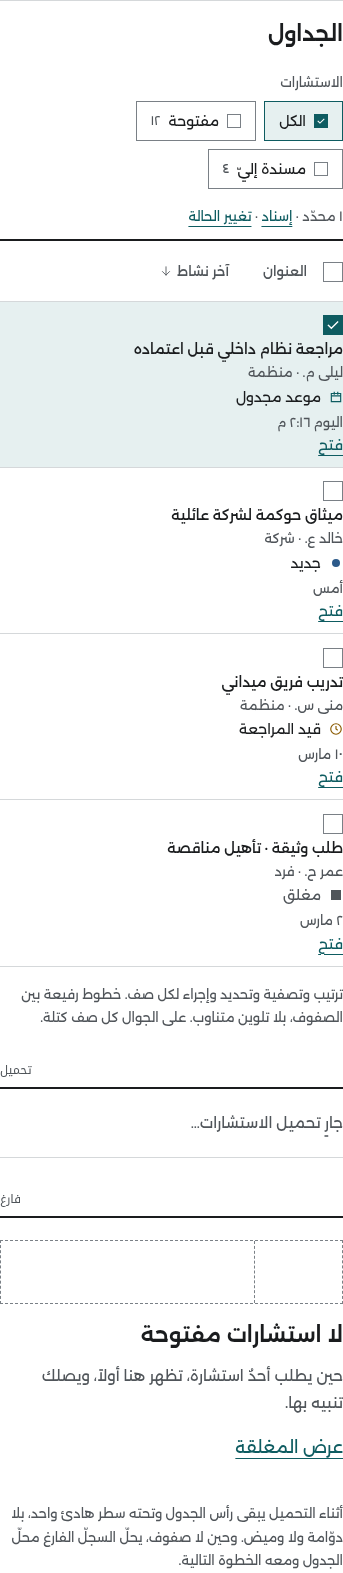 الجداول
الاستشارات
الكل
مفتوحة ١٢
مسندة إليّ ٤
١ محدّد · إسناد · تغيير الحالة
العنوان آخر نشاط ↓
مراجعة نظام داخلي قبل اعتماده
ليلى م. · منظمة
موعد مجدول
اليوم ٢:١٦ م
فتح
ميثاق حوكمة لشركة عائلية
خالد ع. · شركة
جديد
أمس
فتح
تدريب فريق ميداني
منى س. · منظمة
قيد المراجعة
١٠ مارس
فتح
طلب وثيقة · تأهيل مناقصة
عمر ح. · فرد
مغلق
٢ مارس
فتح
ترتيب وتصفية وتحديد وإجراء لكل صف. خطوط رفيعة بين
الصفوف، بلا تلوين متناوب. على الجوال كل صف كتلة.
تحميل
جارٍ تحميل الاستشارات…
فارغ
لا استشارات مفتوحة
حين يطلب أحدٌ استشارة، تظهر هنا أولًا، ويصلك
تنبيه بها.
عرض المغلقة
أثناء التحميل يبقى رأس الجدول وتحته سطر هادئ واحد، بلا
دوّامة ولا وميض. وحين لا صفوف، يحلّ السجلّ الفارغ محلّ
الجدول ومعه الخطوة التالية.